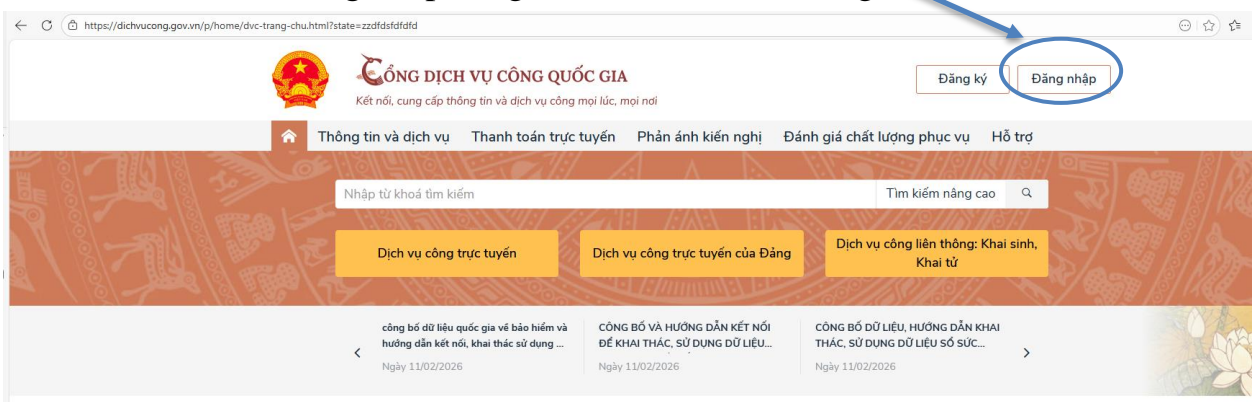 https://dichvucong.gov.vn/p/home/dvc-trang-chu.html?state=zzdfdsfdfdfd
CỔNG DỊCH VỤ CÔNG QUỐC GIA
Kết nối, cung cấp thông tin và dịch vụ công mọi lúc, mọi nơi
Đăng ký
Đăng nhập
Thông tin và dịch vụ
Thanh toán trực tuyến
Phản ánh kiến nghị
Đánh giá chất lượng phục vụ
Hỗ trợ
Nhập từ khoá tìm kiếm
Tìm kiếm nâng cao
Dịch vụ công trực tuyến
Dịch vụ công trực tuyến của Đảng
Dịch vụ công liên thông: Khai sinh,
Khai tử
công bố dữ liệu quốc gia về bảo hiểm và
hướng dẫn kết nối, khai thác sử dụng ...
Ngày 11/02/2026
CÔNG BỐ VÀ HƯỚNG DẪN KẾT NỐI
ĐỂ KHAI THÁC, SỬ DỤNG DỮ LIỆU...
Ngày 11/02/2026
CÔNG BỐ DỮ LIỆU, HƯỚNG DẪN KHAI
THÁC, SỬ DỤNG DỮ LIỆU SỔ SỨC...
Ngày 11/02/2026